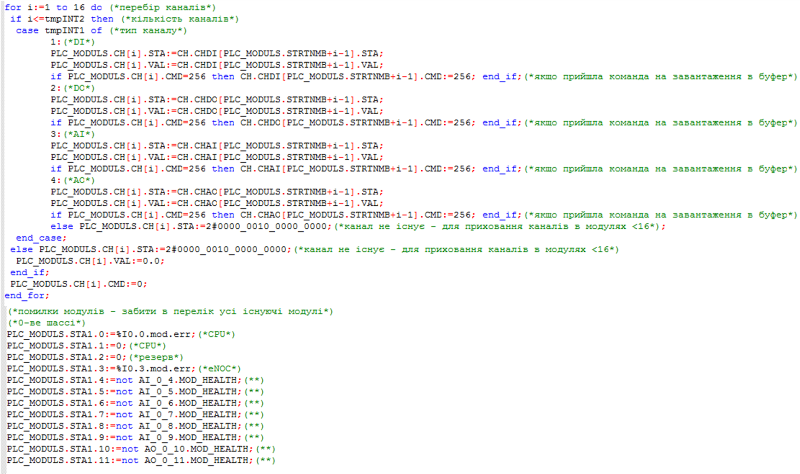 for i:=1 to 16 do (*перебір каналів*)
if i<=tmpINT2 then (*кількість каналів*)
case tmpINT1 of (*тип каналу*)
1:(*DI*)
PLC_MODULS.CH[i].STA:=CH.CHDI[PLC_MODULS.STRTNMB+i-1].STA;
PLC_MODULS.CH[i].VAL:=CH.CHDI[PLC_MODULS.STRTNMB+i-1].VAL;
if PLC_MODULS.CH[i].CMD=256 then CH.CHDI[PLC_MODULS.STRTNMB+i-1].CMD:=256; end_if;(*якшо прийшла команда на завантаження в буфер*)
2:(*DO*)
PLC_MODULS.CH[i].STA:=CH.CHDO[PLC_MODULS.STRTNMB+i-1].STA;
PLC_MODULS.CH[i].VAL:=CH.CHDO[PLC_MODULS.STRTNMB+i-1].VAL;
if PLC_MODULS.CH[i].CMD=256 then CH.CHDO[PLC_MODULS.STRTNMB+i-1].CMD:=256; end_if;(*якшо прийшла команда на завантаження в буфер*)
3:(*AI*)
PLC_MODULS.CH[i].STA:=CH.CHAI[PLC_MODULS.STRTNMB+i-1].STA;
PLC_MODULS.CH[i].VAL:=CH.CHAI[PLC_MODULS.STRTNMB+i-1].VAL;
if PLC_MODULS.CH[i].CMD=256 then CH.CHAI[PLC_MODULS.STRTNMB+i-1].CMD:=256; end_if;(*якшо прийшла команда на завантаження в буфер*)
4:(*AO*)
PLC_MODULS.CH[i].STA:=CH.CHAO[PLC_MODULS.STRTNMB+i-1].STA;
PLC_MODULS.CH[i].VAL:=CH.CHAO[PLC_MODULS.STRTNMB+i-1].VAL;
if PLC_MODULS.CH[i].CMD=256 then CH.CHAO[PLC_MODULS.STRTNMB+i-1].CMD:=256; end_if;(*якшо прийшла команда на завантаження в буфер*)
else PLC_MODULS.CH[i].STA:=2#0000_0010_0000_0000;(*канал не існує - для приховання каналів в модулях <16*);
end_case;
else PLC_MODULS.CH[i].STA:=2#0000_0010_0000_0000;(*канал не існує - для приховання каналів в модулях <16*)
PLC_MODULS.CH[i].VAL:=0.0;
end_if;
PLC_MODULS.CH[i].CMD:=0;
end_for;
(*помилки модулів - забити в перелік усі існуючі модулі*)
(*0-ве шассі*)
PLC_MODULS.STA1.0:=%I0.0.mod.err;(*CPU*)
PLC_MODULS.STA1.1:=0;(*CPU*)
PLC_MODULS.STA1.2:=0;(*резерв*)
PLC_MODULS.STA1.3:=%I0.3.mod.err;(*eNOC*)
PLC_MODULS.STA1.4:=not AI_0_4.MOD_HEALTH;(**)
PLC_MODULS.STA1.5:=not AI_0_5.MOD_HEALTH;(**)
PLC_MODULS.STA1.6:=not AI_0_6.MOD_HEALTH;(**)
PLC_MODULS.STA1.7:=not AI_0_7.MOD_HEALTH;(**)
PLC_MODULS.STA1.8:=not AI_0_8.MOD_HEALTH;(**)
PLC_MODULS.STA1.9:=not AI_0_9.MOD_HEALTH;(**)
PLC_MODULS.STA1.10:=not AO_0_10.MOD_HEALTH;(**)
PLC_MODULS.STA1.11:=not AO_0_11.MOD_HEALTH;(**)